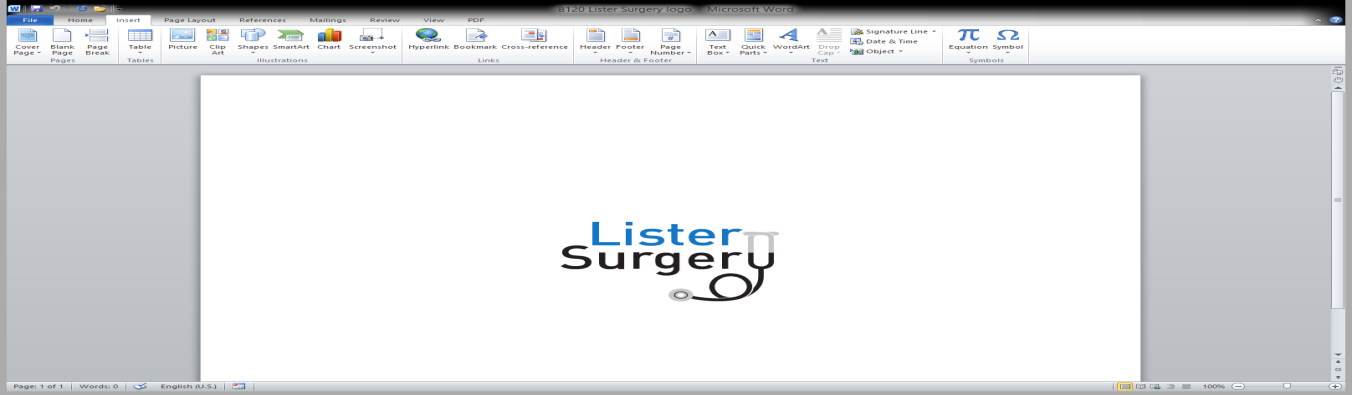 8120 Lister Surgery logo - Microsoft Word
File Home Insert Page Layout References Mailings Review View PDF
Cover Page Blank Page Page Break Table Picture Clip Art Shapes SmartArt Chart Screenshot Hyperlink Bookmark Cross-reference Header Footer Page Number Text Box Quick Parts WordArt Drop Cap Signature Line Date & Time Object Equation Symbol
Pages Tables Illustrations Links Header & Footer Text Symbols
Lister
Surgery
Page: 1 of 1 Words: 0 English (U.S.) 100%